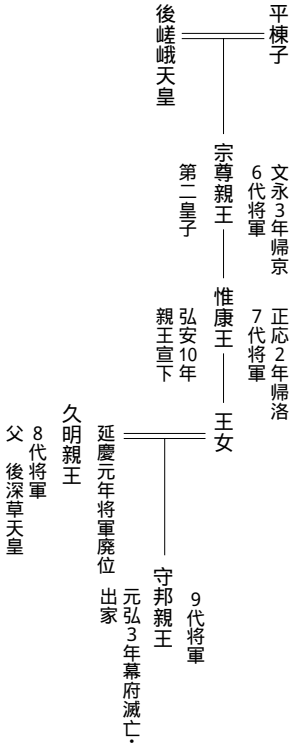 平棟子
後嵯峨天皇
文永3年帰京
6代将軍
宗尊親王
第二皇子
正応2年帰洛
7代将軍
惟康王
弘安10年
親王宣下
王女
延慶元年将軍廃位
久明親王
8代将軍
父　後深草天皇
9代将軍
守邦親王
元弘3年幕府滅亡・
出家